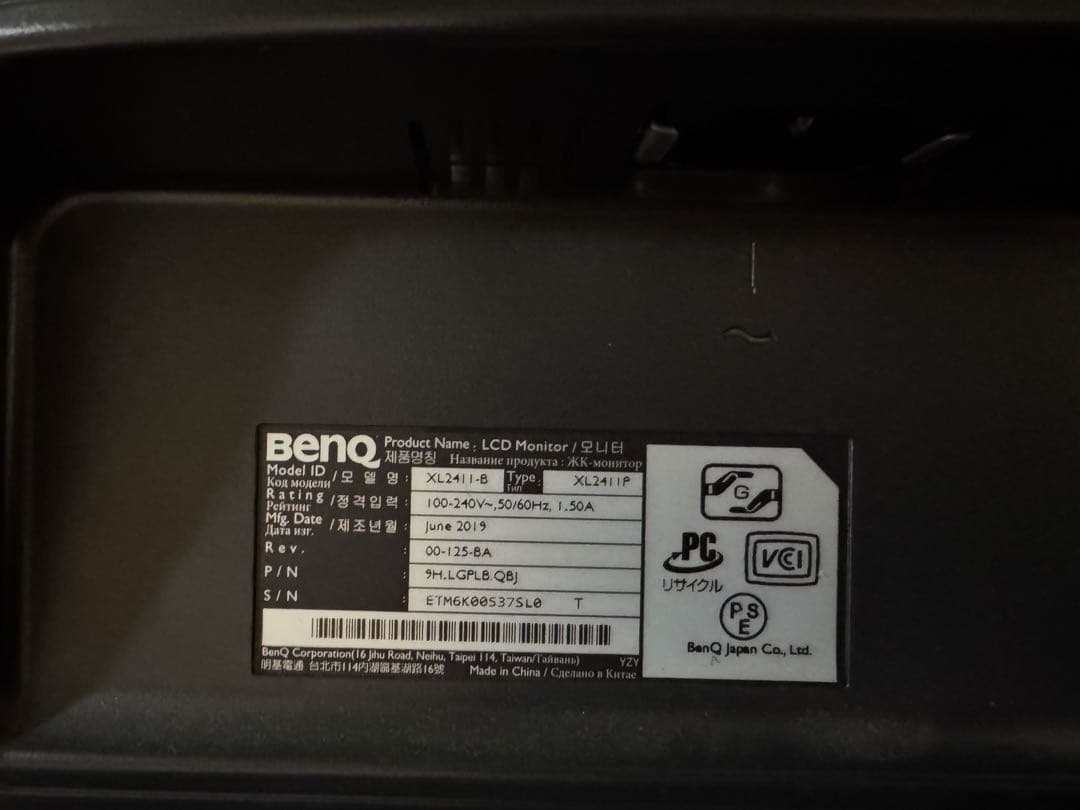 BenQ Product Name : LCD Monitor / 모니터
제품명칭 Название продукта : ЖК-монитор
Model ID / 모 델 명 : XL2411-B Type : XL2411P
Код модели Тип
Rating / 정격입력 : 100-240V~,50/60Hz, 1.50A
Рейтинг
Mfg. Date / 제조년월 : June 2019
Дата изг.
Rev. : 00-125-BA
P/N : 9H.LGPLB.QBJ
S/N : ETM6K00S37SL0 T
BenQ Corporation(16 Jihu Road, Neihu, Taipei 114, Taiwan/Тайвань) YZY
明基電通 台北市114內湖區基湖路16號 Made in China / Сделано в Китае
G
PC
リサイクル
VCI
PSE
BenQ Japan Co., Ltd.